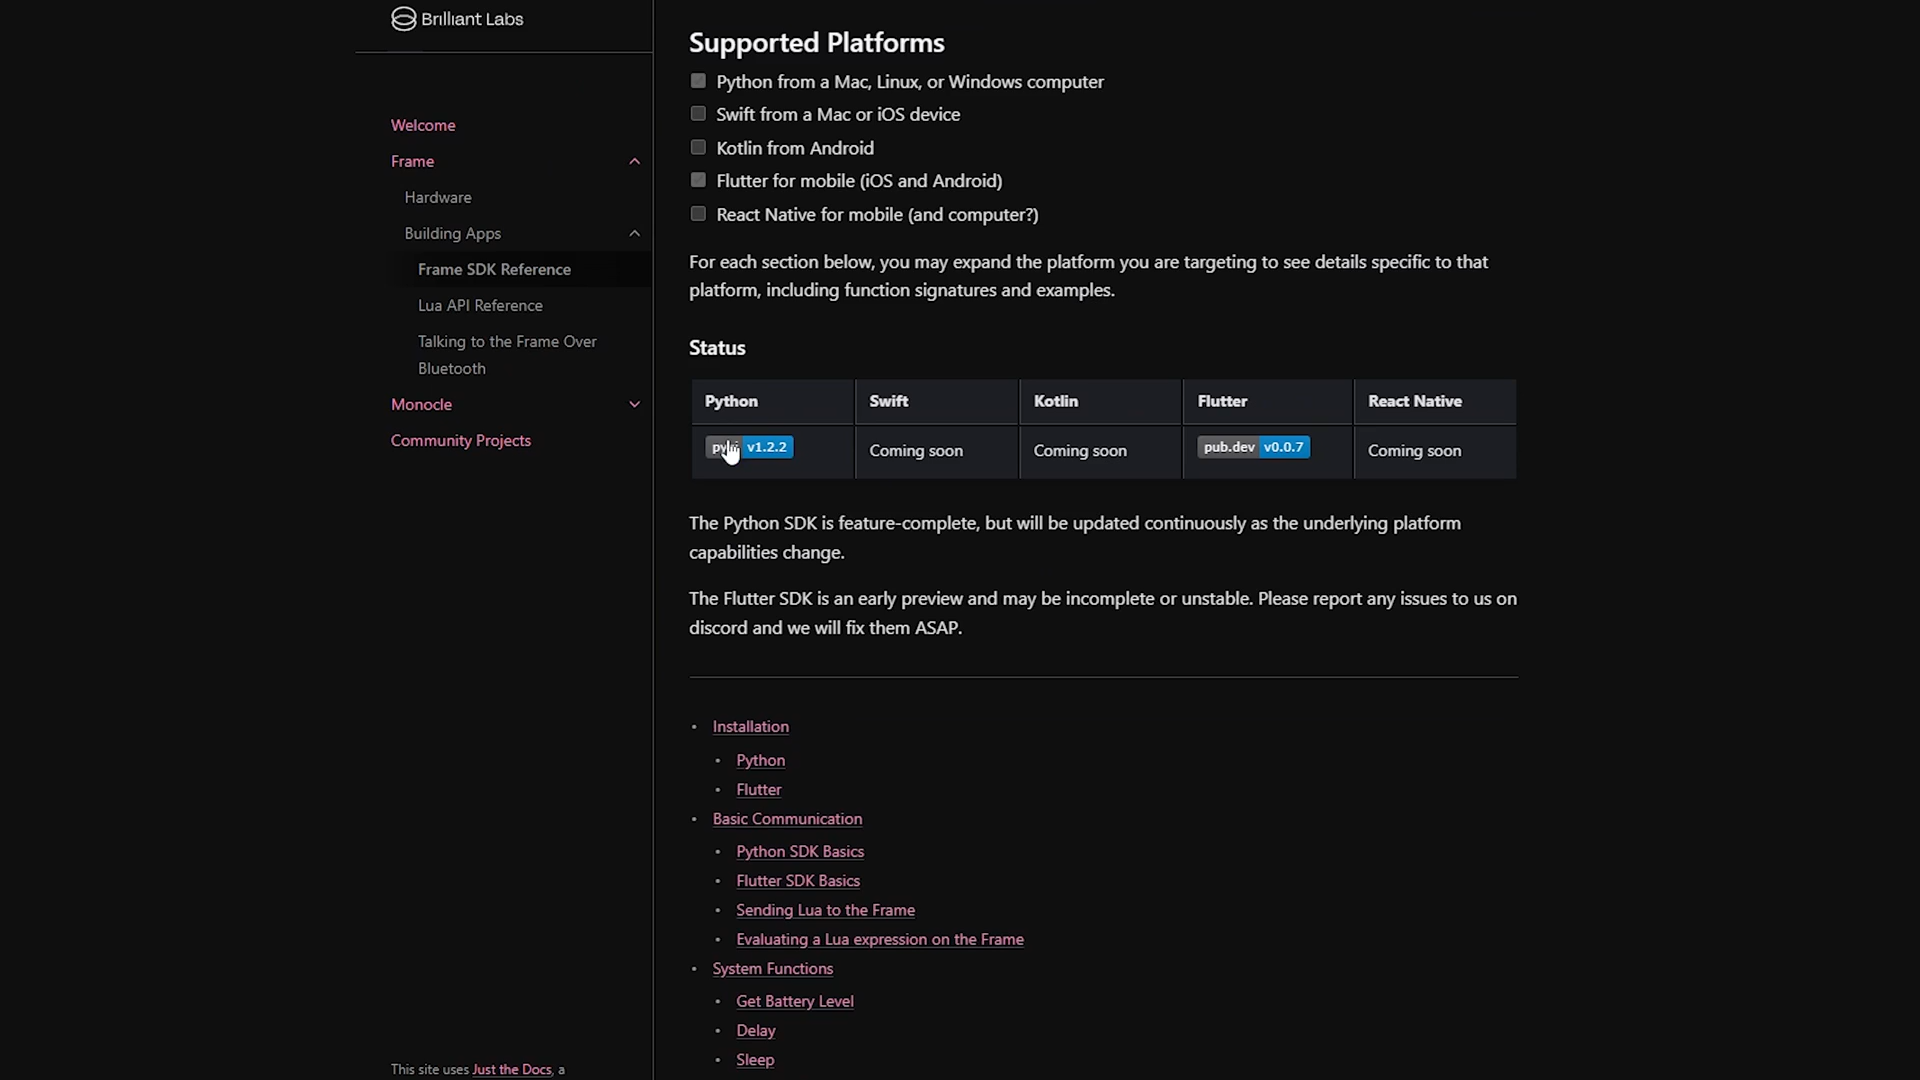 Brilliant Labs
Welcome
Frame
Hardware
Building Apps
Frame SDK Reference
Lua API Reference
Talking to the Frame Over
Bluetooth
Monocle
Community Projects
This site uses Just the Docs, a
Supported Platforms
Python from a Mac, Linux, or Windows computer
Swift from a Mac or iOS device
Kotlin from Android
Flutter for mobile (iOS and Android)
React Native for mobile (and computer?)
For each section below, you may expand the platform you are targeting to see details specific to that
platform, including function signatures and examples.
Status
Python Swift Kotlin Flutter React Native
v1.2.2 Coming soon Coming soon pub.dev v0.0.7 Coming soon
The Python SDK is feature-complete, but will be updated continuously as the underlying platform
capabilities change.
The Flutter SDK is an early preview and may be incomplete or unstable. Please report any issues to us on
discord and we will fix them ASAP.
• Installation
• Python
• Flutter
• Basic Communication
• Python SDK Basics
• Flutter SDK Basics
• Sending Lua to the Frame
• Evaluating a Lua expression on the Frame
• System Functions
• Get Battery Level
• Delay
• Sleep